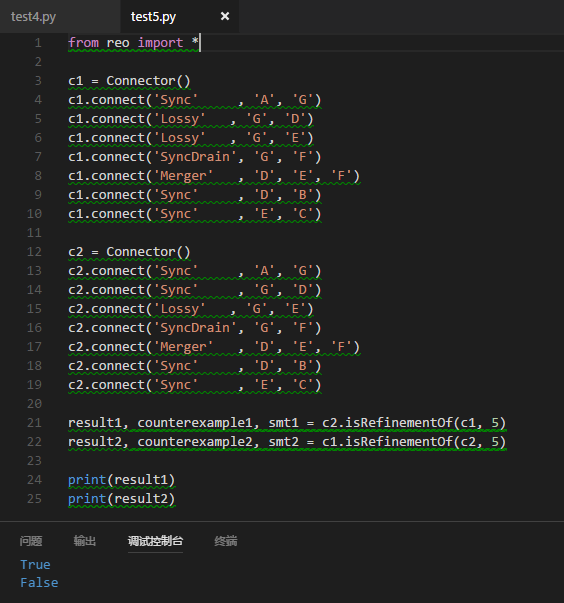 test4.py test5.py ×
1 from reo import *
2
3 c1 = Connector()
4 c1.connect('Sync'     , 'A', 'G')
5 c1.connect('Lossy'   , 'G', 'D')
6 c1.connect('Lossy'   , 'G', 'E')
7 c1.connect('SyncDrain', 'G', 'F')
8 c1.connect('Merger'   , 'D', 'E', 'F')
9 c1.connect('Sync'     , 'D', 'B')
10 c1.connect('Sync'     , 'E', 'C')
11
12 c2 = Connector()
13 c2.connect('Sync'     , 'A', 'G')
14 c2.connect('Sync'     , 'G', 'D')
15 c2.connect('Lossy'   , 'G', 'E')
16 c2.connect('SyncDrain', 'G', 'F')
17 c2.connect('Merger'   , 'D', 'E', 'F')
18 c2.connect('Sync'     , 'D', 'B')
19 c2.connect('Sync'     , 'E', 'C')
20
21 result1, counterexample1, smt1 = c2.isRefinementOf(c1, 5)
22 result2, counterexample2, smt2 = c1.isRefinementOf(c2, 5)
23
24 print(result1)
25 print(result2)
问题 输出 调试控制台 终端
True
False